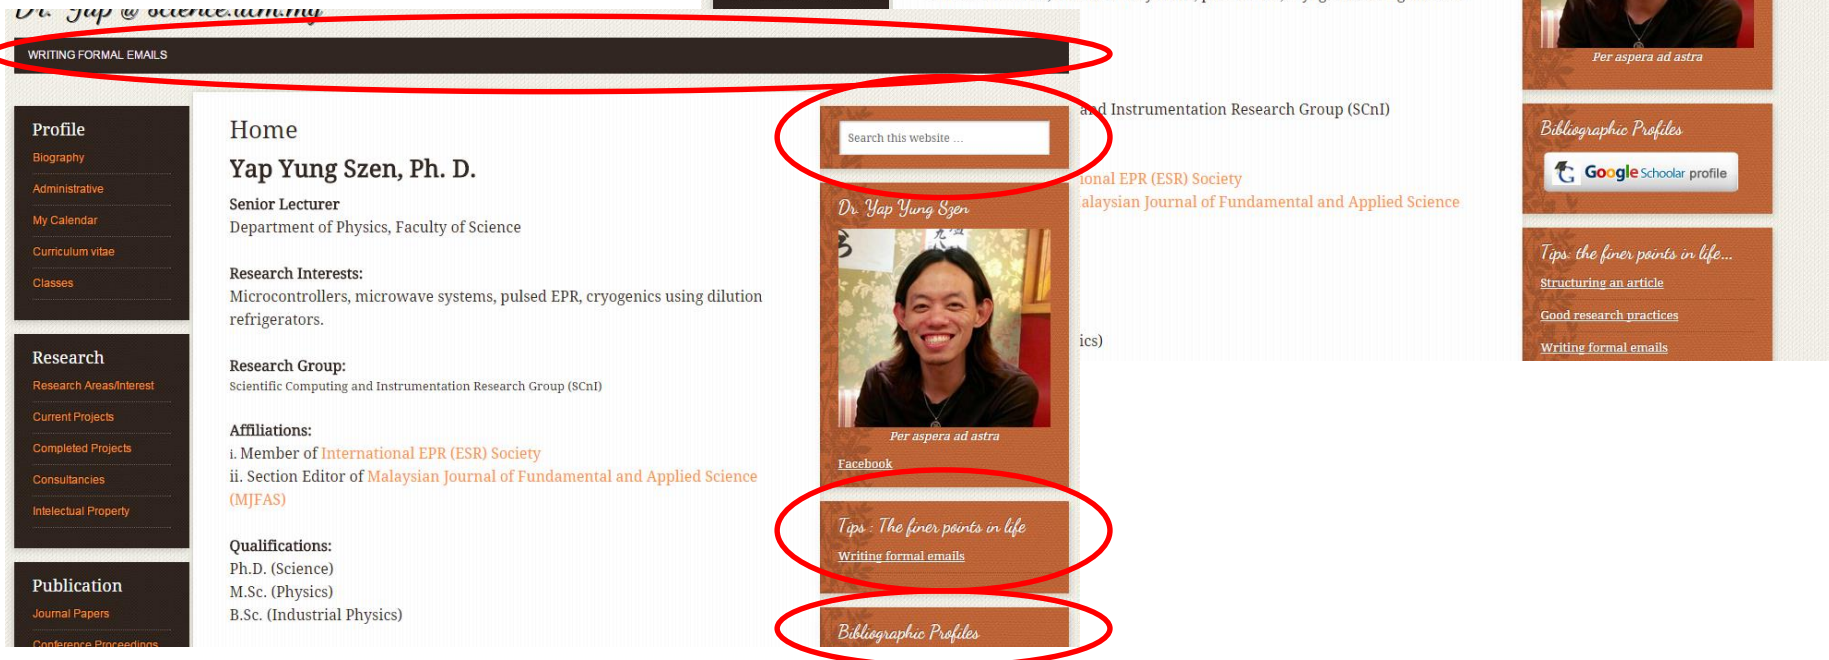 Dr. Yap @ science.utm.my
WRITING FORMAL EMAILS
Profile
Biography
Administrative
My Calendar
Curriculum vitae
Classes
Research
Research Areas/Interest
Current Projects
Completed Projects
Consultancies
Intelectual Property
Publication
Journal Papers
Conference Proceedings
Home
Yap Yung Szen, Ph. D.
Senior Lecturer
Department of Physics, Faculty of Science
Research Interests:
Microcontrollers, microwave systems, pulsed EPR, cryogenics using dilution
refrigerators.
Research Group:
Scientific Computing and Instrumentation Research Group (SCnI)
Affiliations:
i. Member of International EPR (ESR) Society
ii. Section Editor of Malaysian Journal of Fundamental and Applied Science
(MJFAS)
Qualifications:
Ph.D. (Science)
M.Sc. (Physics)
B.Sc. (Industrial Physics)
Search this website …
Dr. Yap Yung Szen
Per aspera ad astra
Facebook
Tips : The finer points in life
Writing formal emails
Bibliographic Profiles
and Instrumentation Research Group (SCnI)
ional EPR (ESR) Society
alaysian Journal of Fundamental and Applied Science
ics)
Per aspera ad astra
Bibliographic Profiles
Google Schoolar profile
Tips: the finer points in life…
Structuring an article
Good research practices
Writing formal emails